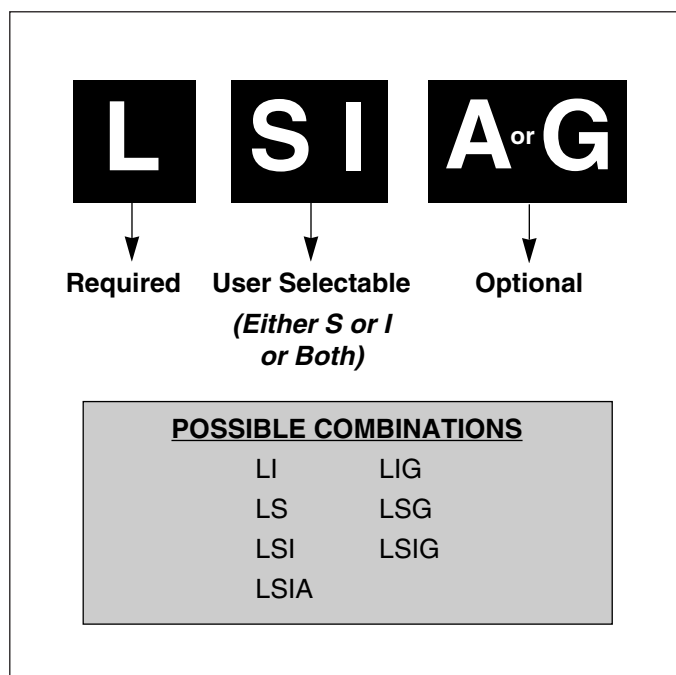 L S I A or G
Required User Selectable Optional
(Either S or I
or Both)
POSSIBLE COMBINATIONS
LI LIG
LS LSG
LSI LSIG
LSIA